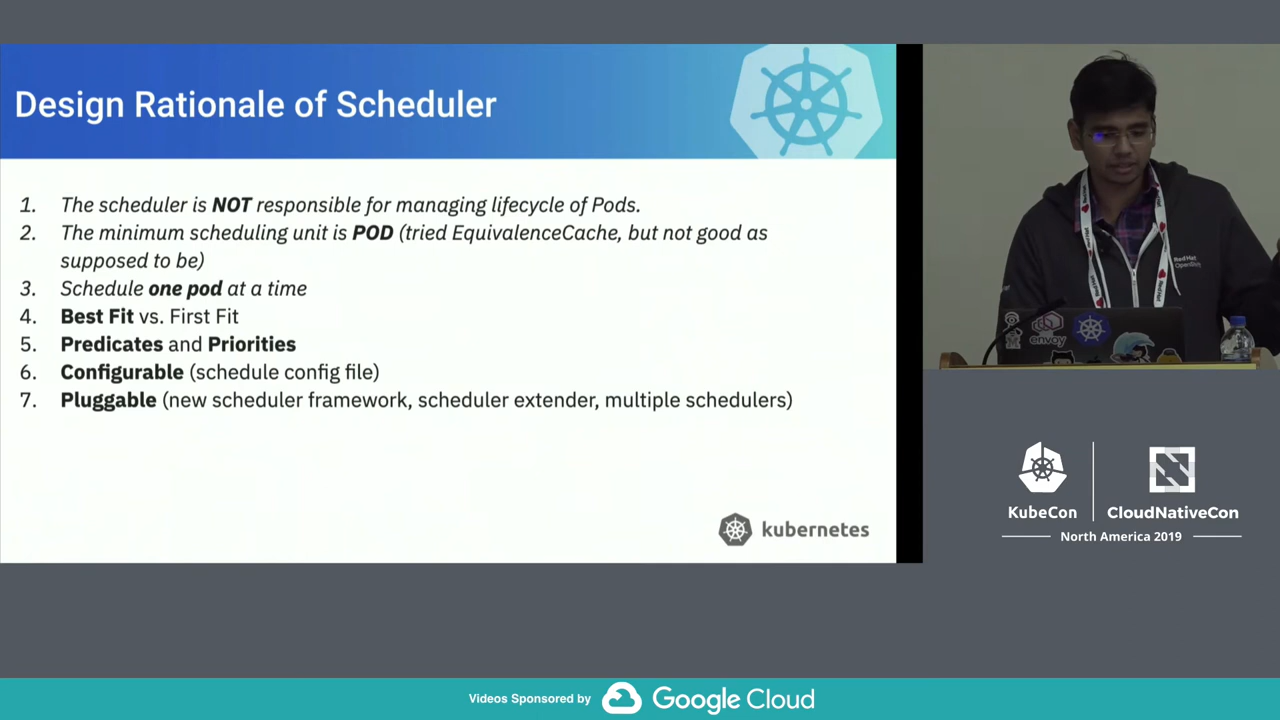 Design Rationale of Scheduler
1. The scheduler is NOT responsible for managing lifecycle of Pods.
2. The minimum scheduling unit is POD (tried EquivalenceCache, but not good as
supposed to be)
3. Schedule one pod at a time
4. Best Fit vs. First Fit
5. Predicates and Priorities
6. Configurable (schedule config file)
7. Pluggable (new scheduler framework, scheduler extender, multiple schedulers)
kubernetes
Red Hat
envoy
KubeCon
CloudNativeCon
North America 2019
Videos Sponsored by
Google Cloud